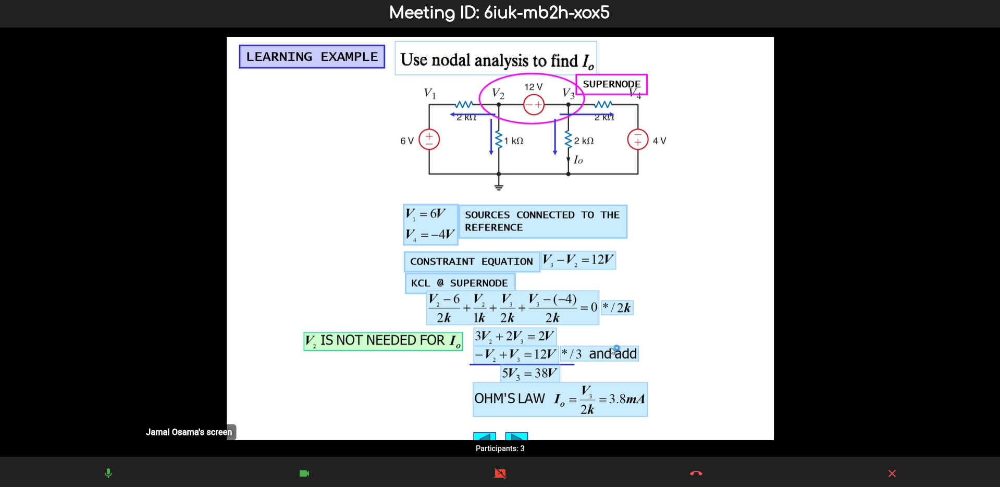 Meeting ID: 6iuk-mb2h-xox5
LEARNING EXAMPLE
Use nodal analysis to find Iₒ
SUPERNODE
12 V
V₁
V₂
V₃
V₄
− +
2 kΩ
2 kΩ
6 V
+
−
1 kΩ
2 kΩ
−
+
4 V
Io
V₁ = 6V
V₄ = −4V
SOURCES CONNECTED TO THE
REFERENCE
CONSTRAINT EQUATION
V₃ − V₂ = 12V
KCL @ SUPERNODE
(V₂ − 6)/2k + V₂/1k + V₃/2k + (V₃ − (−4))/2k = 0 */ 2k
V₂ IS NOT NEEDED FOR Iₒ
3V₂ + 2V₃ = 2V
−V₂ + V₃ = 12V */ 3 and add
5V₃ = 38V
OHM'S LAW Iₒ = V₃/2k = 3.8mA
Jamal Osama's screen
Participants: 3